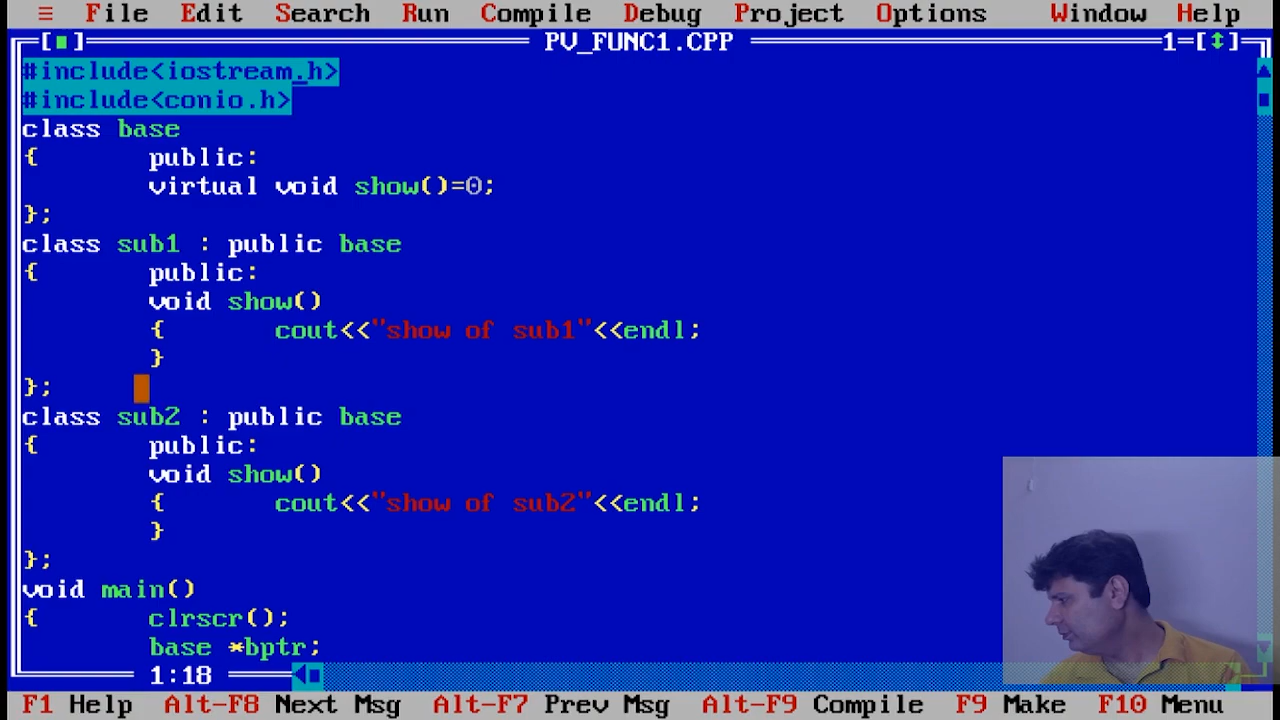 ≡ File Edit Search Run Compile Debug Project Options Window Help
[■] PV_FUNC1.CPP 1=[↕]
#include<iostream_h>
#include<conio.h>
class base
{ public:
virtual void show()=0;
};
class sub1 : public base
{ public:
void show()
{ cout<<"show of sub1"<<endl;
}
};
class sub2 : public base
{ public:
void show()
{ cout<<"show of sub2"<<endl;
}
};
void main()
{ clrscr();
base *bptr;
1:18
F1 Help Alt-F8 Next Msg Alt-F7 Prev Msg Alt-F9 Compile F9 Make F10 Menu